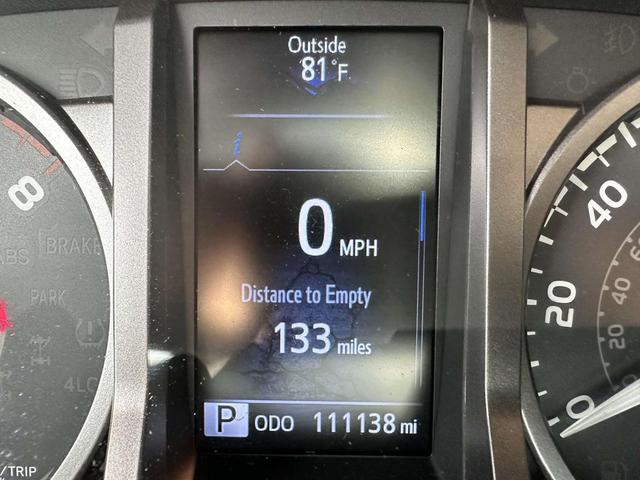 Outside
81°F
i
0 MPH
Distance to Empty
133 miles
P ODO 111138 mi
8
ABS BRAKE
PARK
4LO
/TRIP
40
20
0